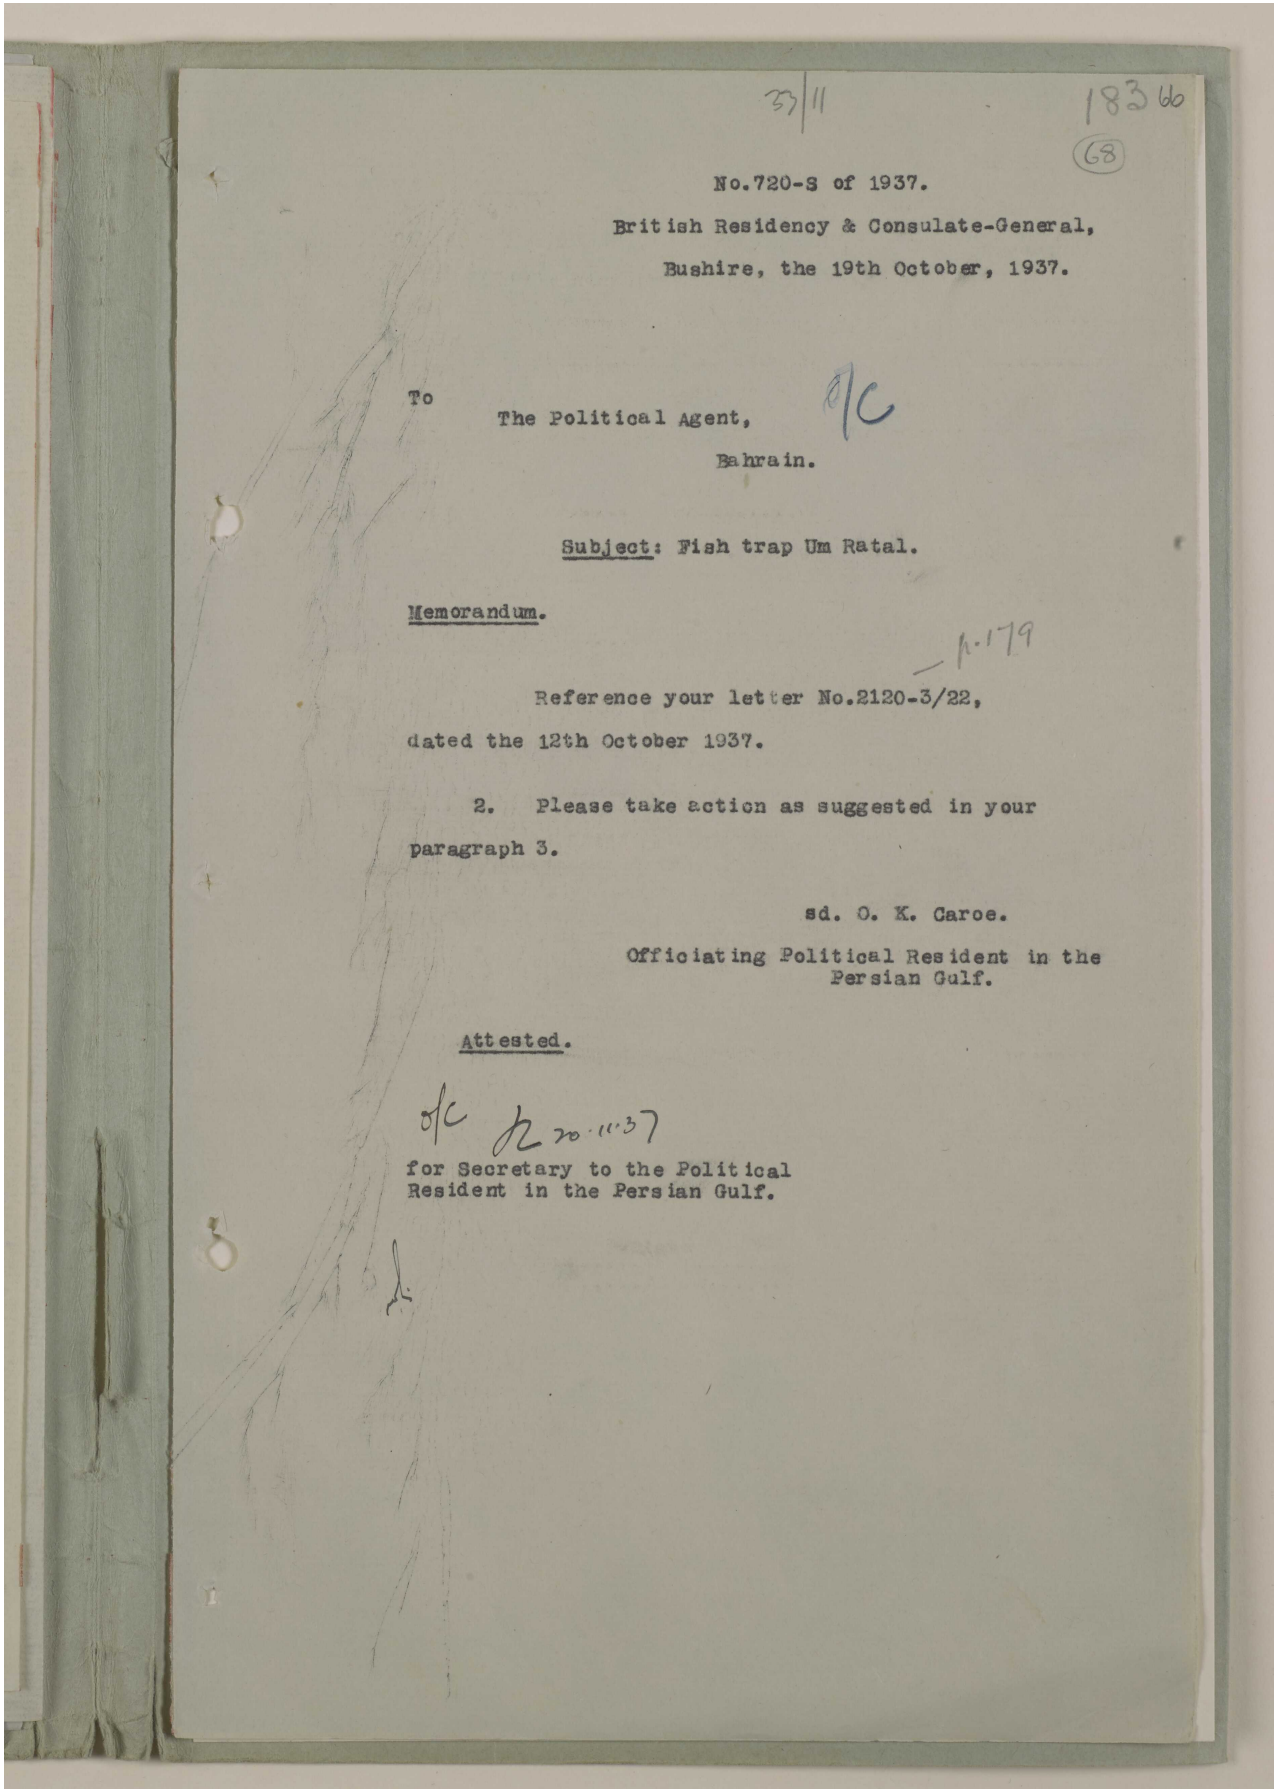 33/11
183 66
68
No.720-S of 1937.
British Residency & Consulate-General,
Bushire, the 19th October, 1937.
To
The Political Agent,
o/c
Bahrain.
Subject: Fish trap Um Ratal.
Memorandum.
p.179
Reference your letter No.2120-3/22,
dated the 12th October 1937.
2. Please take action as suggested in your
paragraph 3.
sd. O. K. Caroe.
Officiating Political Resident in the
Persian Gulf.
Attested.
o/c
20.11.37
for Secretary to the Political
Resident in the Persian Gulf.